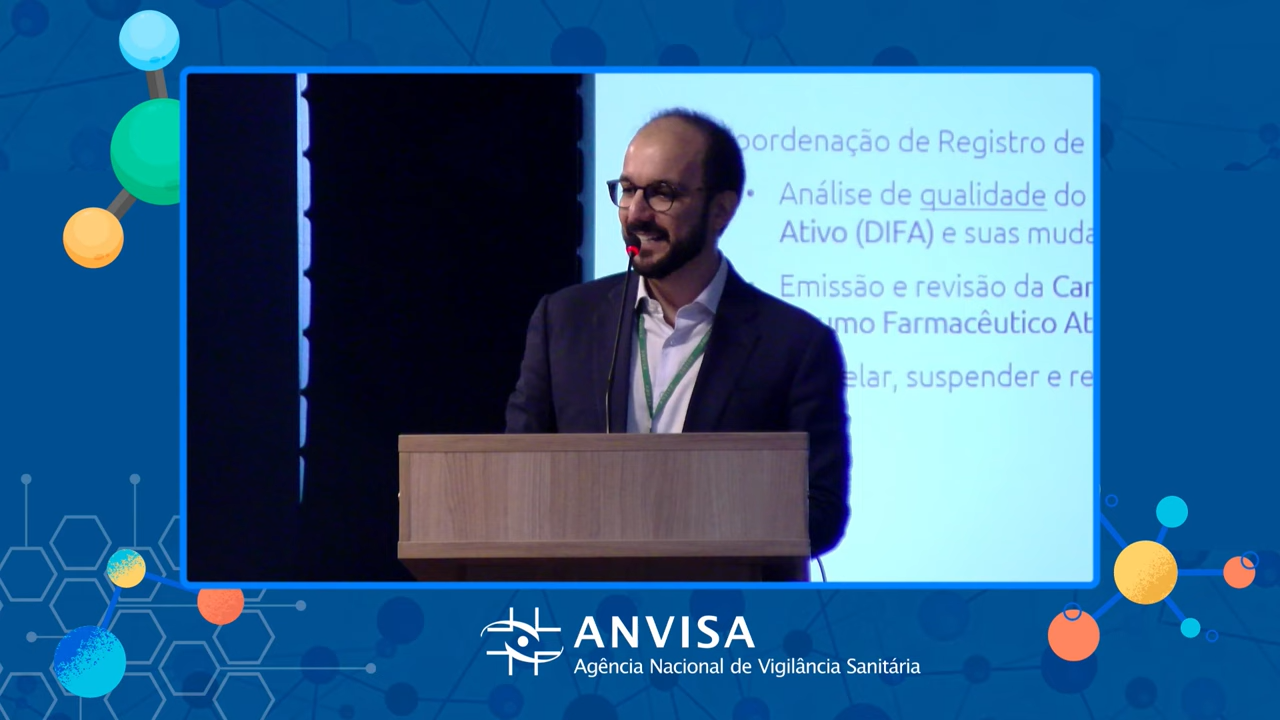 oordenação de Registro de
• Análise de qualidade do
Ativo (DIFA) e suas muda
Emissão e revisão da Car
umo Farmacêutico At
elar, suspender e re
ANVISA
Agência Nacional de Vigilância Sanitária